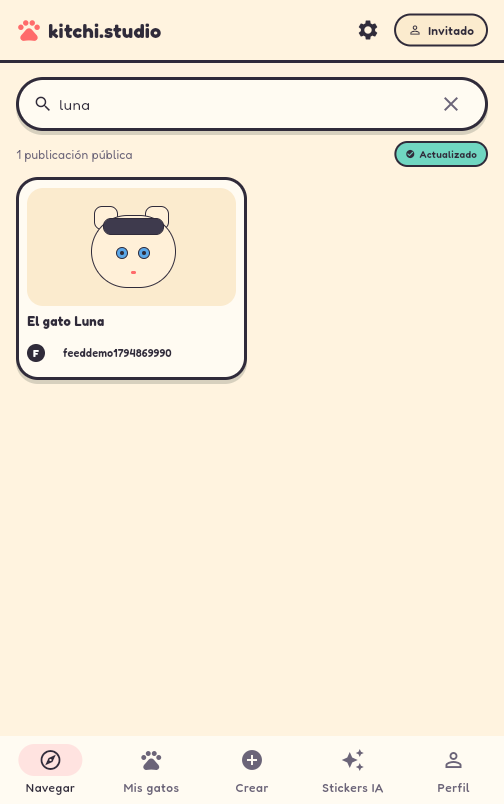 kitchi.studio
Invitado
luna
1 publicación pública
Actualizado
El gato Luna
F feeddemo1794869990
Navegar
Mis gatos
Crear
Stickers IA
Perfil